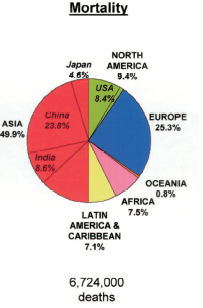 Mortality
Japan
4.6%
NORTH
AMERICA
9.4%
USA
8.4%
China
23.8%
ASIA
49.9%
EUROPE
25.3%
India
8.6%
OCEANIA
0.8%
AFRICA
7.5%
LATIN
AMERICA &
CARIBBEAN
7.1%
6,724,000
deaths